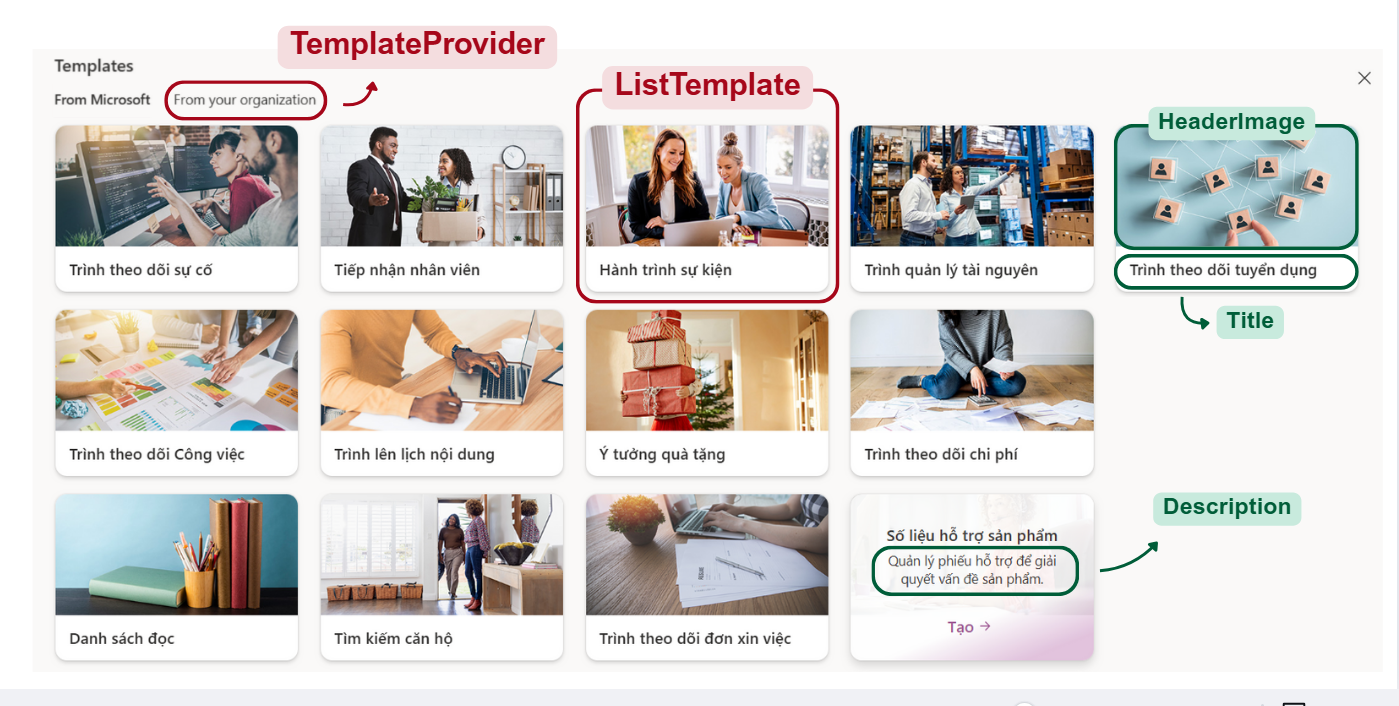 TemplateProvider
Templates
ListTemplate
From Microsoft
From your organization
HeaderImage
Trình theo dõi sự cố
Tiếp nhận nhân viên
Hành trình sự kiện
Trình quản lý tài nguyên
Trình theo dõi tuyển dụng
Title
Trình theo dõi Công việc
Trình lên lịch nội dung
Ý tưởng quà tặng
Trình theo dõi chi phí
Description
Số liệu hỗ trợ sản phẩm
Quản lý phiếu hỗ trợ để giải
quyết vấn đề sản phẩm.
Tạo →
Danh sách đọc
Tìm kiếm căn hộ
Trình theo dõi đơn xin việc